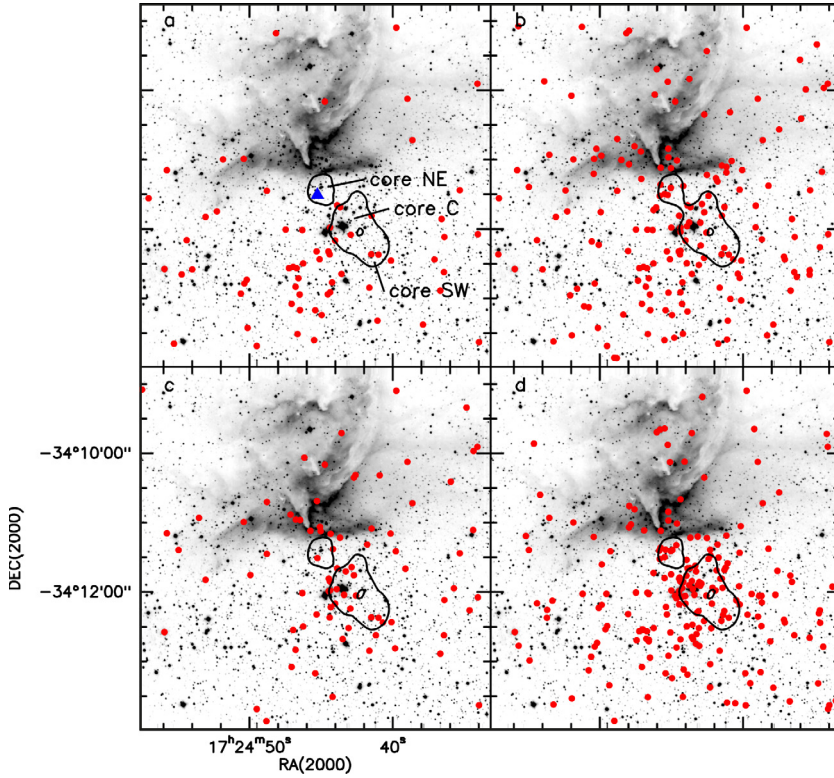 a
b
core NE
core C
core SW
c
d
−34°10'00"
−34°12'00"
DEC(2000)
17ʰ24ᵐ50ˢ
40ˢ
RA(2000)